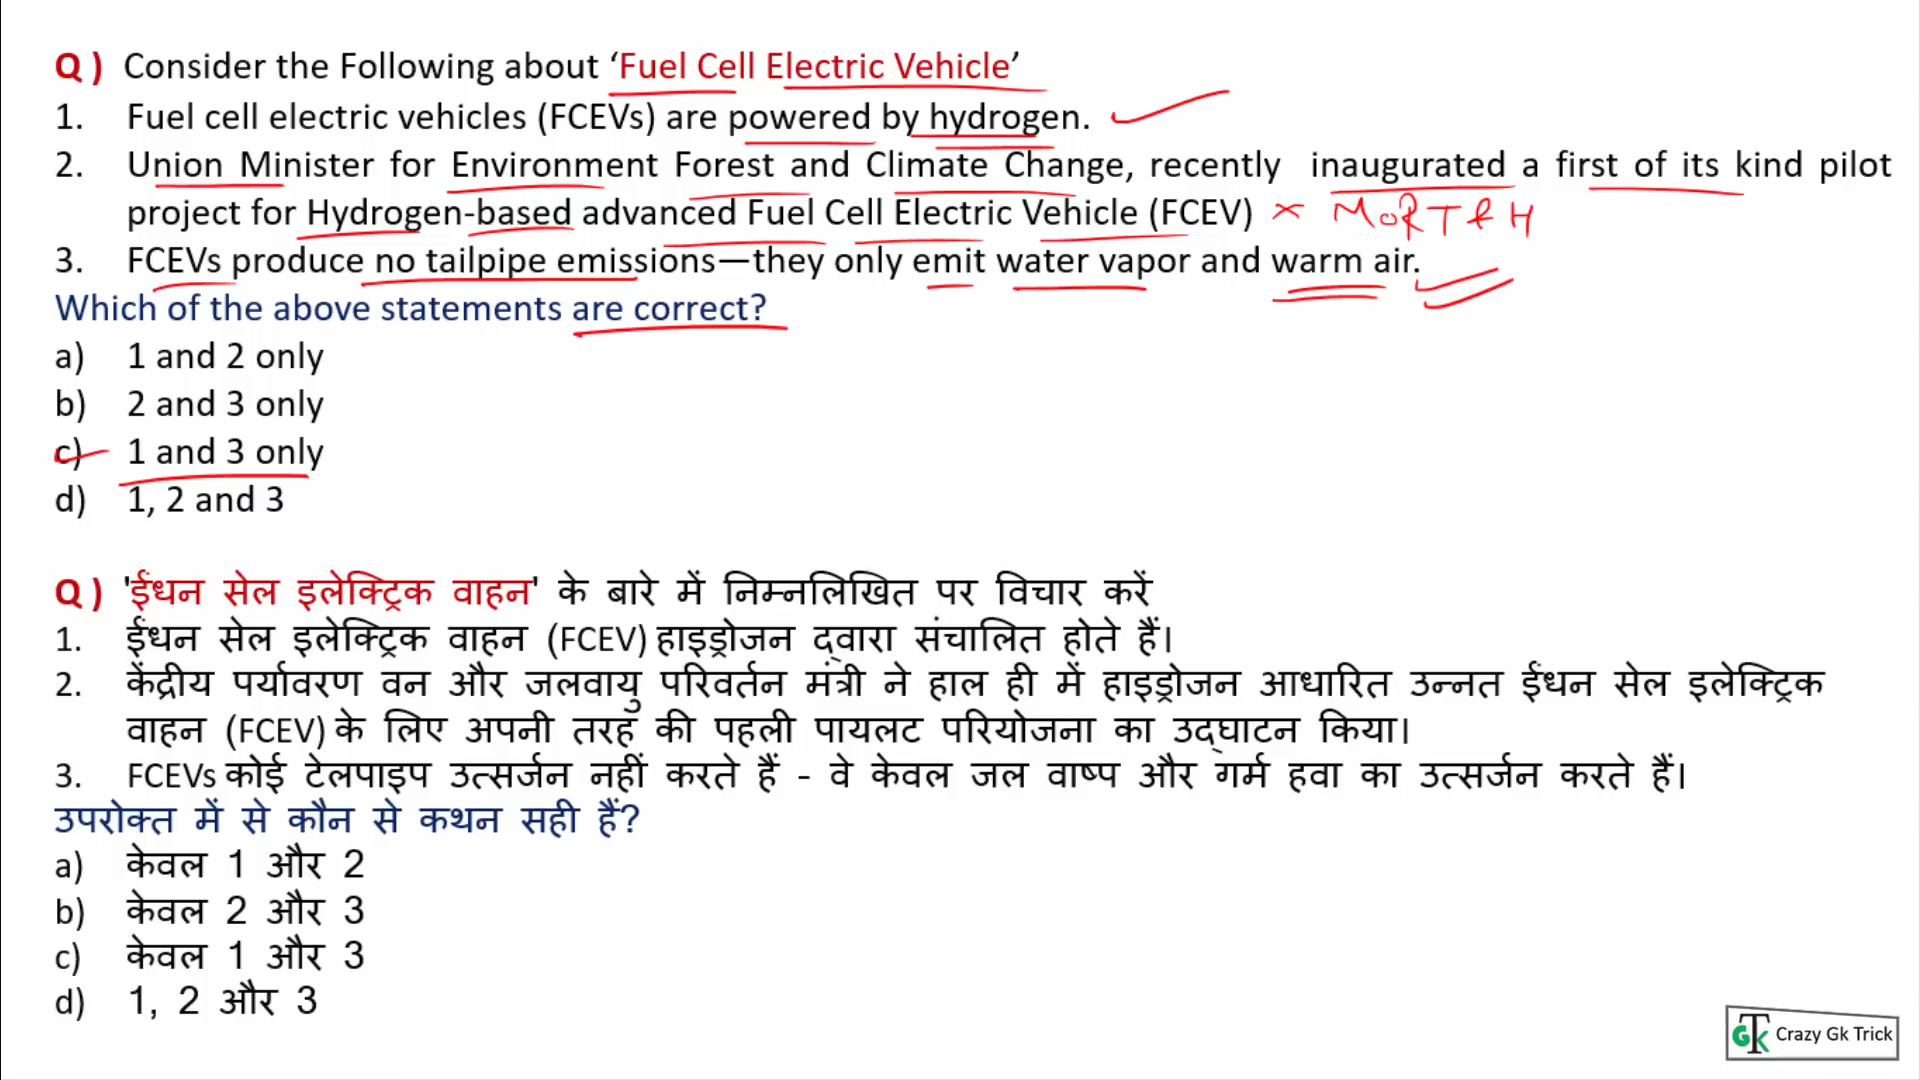 Q ) Consider the Following about ‘Fuel Cell Electric Vehicle’
1. Fuel cell electric vehicles (FCEVs) are powered by hydrogen.
2. Union Minister for Environment Forest and Climate Change, recently inaugurated a first of its kind pilot
project for Hydrogen-based advanced Fuel Cell Electric Vehicle (FCEV) × MORT&H
3. FCEVs produce no tailpipe emissions—they only emit water vapor and warm air.
Which of the above statements are correct?
a) 1 and 2 only
b) 2 and 3 only
c) 1 and 3 only
d) 1, 2 and 3
Q ) 'ईंधन सेल इलेक्ट्रिक वाहन' के बारे में निम्नलिखित पर विचार करें
1. ईंधन सेल इलेक्ट्रिक वाहन (FCEV) हाइड्रोजन द्वारा संचालित होते हैं।
2. केंद्रीय पर्यावरण वन और जलवायु परिवर्तन मंत्री ने हाल ही में हाइड्रोजन आधारित उन्नत ईंधन सेल इलेक्ट्रिक
वाहन (FCEV) के लिए अपनी तरह की पहली पायलट परियोजना का उद्घाटन किया।
3. FCEVs कोई टेलपाइप उत्सर्जन नहीं करते हैं - वे केवल जल वाष्प और गर्म हवा का उत्सर्जन करते हैं।
उपरोक्त में से कौन से कथन सही हैं?
a) केवल 1 और 2
b) केवल 2 और 3
c) केवल 1 और 3
d) 1, 2 और 3
GTK Crazy Gk Trick